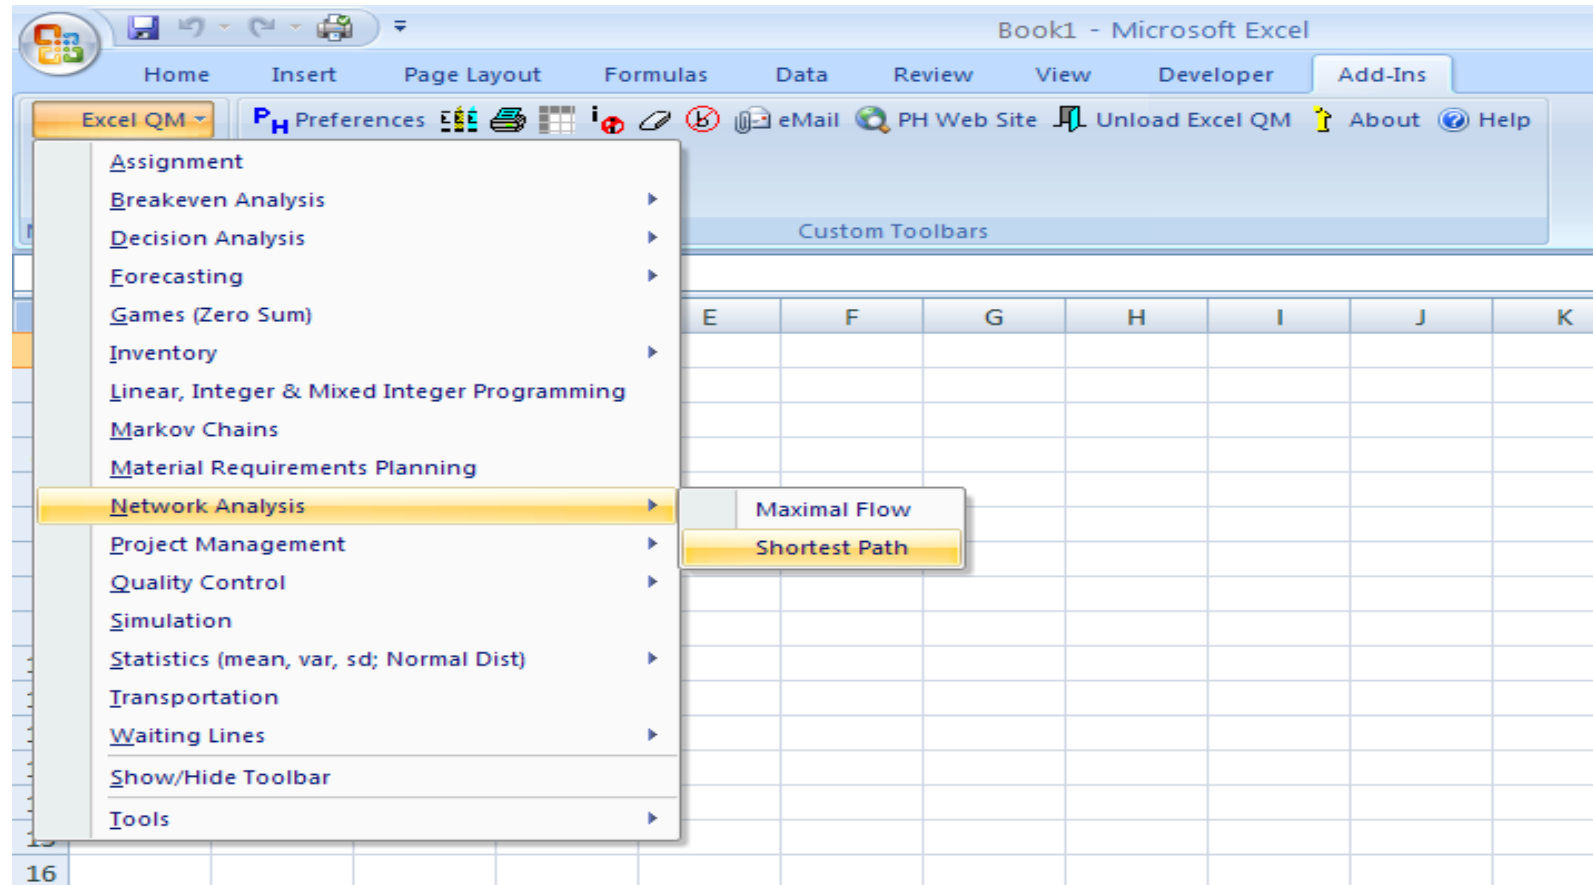 Book1 - Microsoft Excel
Home Insert Page Layout Formulas Data Review View Developer Add-Ins
Excel QM PH Preferences eMail PH Web Site Unload Excel QM About Help
Custom Toolbars
Assignment
Breakeven Analysis
Decision Analysis
Forecasting
Games (Zero Sum)
Inventory
Linear, Integer & Mixed Integer Programming
Markov Chains
Material Requirements Planning
Network Analysis
Project Management
Quality Control
Simulation
Statistics (mean, var, sd; Normal Dist)
Transportation
Waiting Lines
Show/Hide Toolbar
Tools
Maximal Flow
Shortest Path
E F G H I J K
16